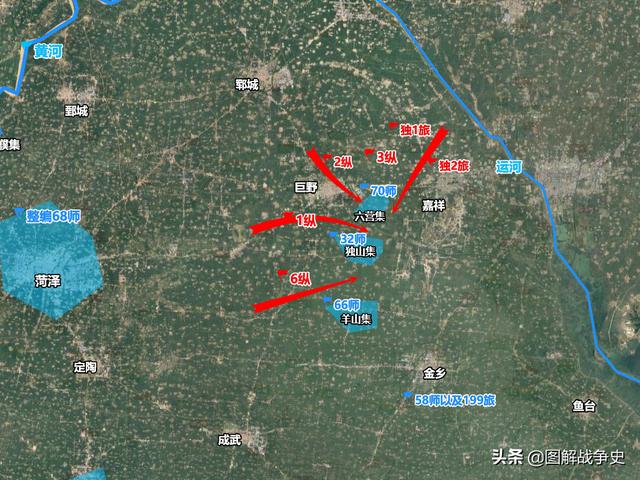 黄河
郓城
鄄城
濮集
独1旅
2纵
3纵
独2旅
运河
巨野
70师
整编68师
六营集
嘉祥
1纵
32师
独山集
菏泽
6纵
66师
羊山集
定陶
金乡
58师以及199旅
鱼台
成武
头条 @图解战争史